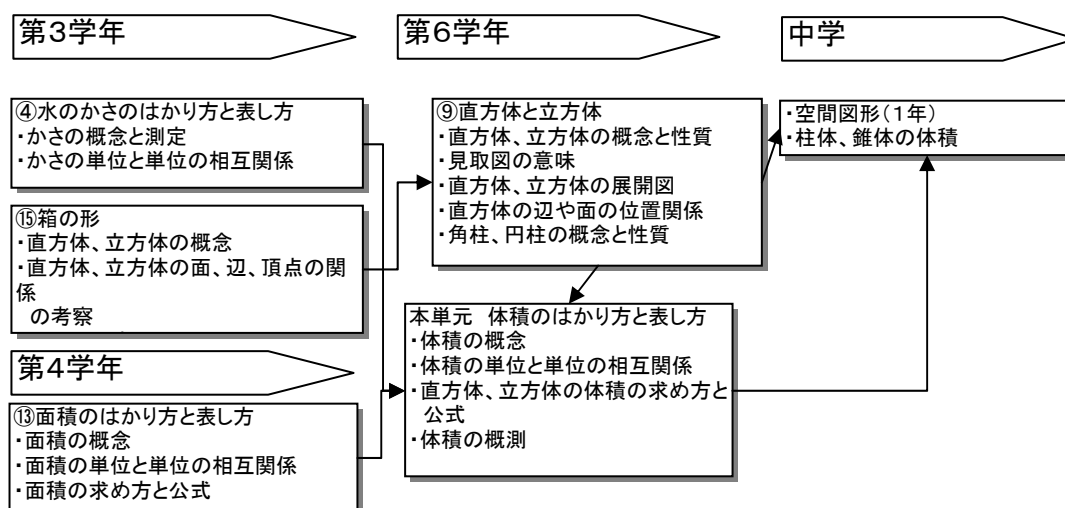 第3学年
④水のかさのはかり方と表し方
・かさの概念と測定
・かさの単位と単位の相互関係
⑮箱の形
・直方体、立方体の概念
・直方体、立方体の面、辺、頂点の関
係
の考察
第4学年
⑬面積のはかり方と表し方
・面積の概念
・面積の単位と単位の相互関係
・面積の求め方と公式
第6学年
⑨直方体と立方体
・直方体、立方体の概念と性質
・見取図の意味
・直方体、立方体の展開図
・直方体の辺や面の位置関係
・角柱、円柱の概念と性質
本単元 体積のはかり方と表し方
・体積の概念
・体積の単位と単位の相互関係
・直方体、立方体の体積の求め方と
公式
・体積の概測
中学
・空間図形(1年)
・柱体、錐体の体積